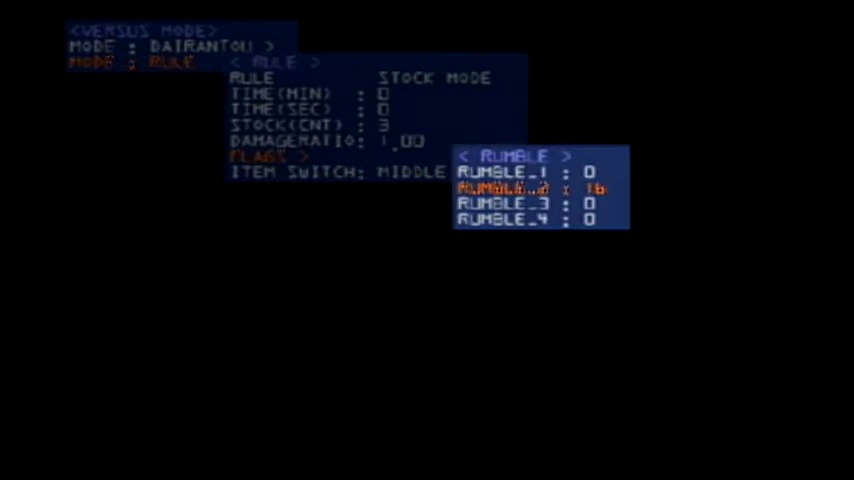 <VERSUS MODE>
MODE : DAIRANTOU >
MODE : RULE
< RULE >
RULE STOCK MODE
TIME(MIN) : 0
TIME(SEC) : 0
STOCK(CNT) : 3
DAMAGERATIO: 1.00
FLAGS >
ITEM SWITCH: MIDDLE
< RUMBLE >
RUMBLE_1 : 0
RUMBLE_2 : 16
RUMBLE_3 : 0
RUMBLE_4 : 0